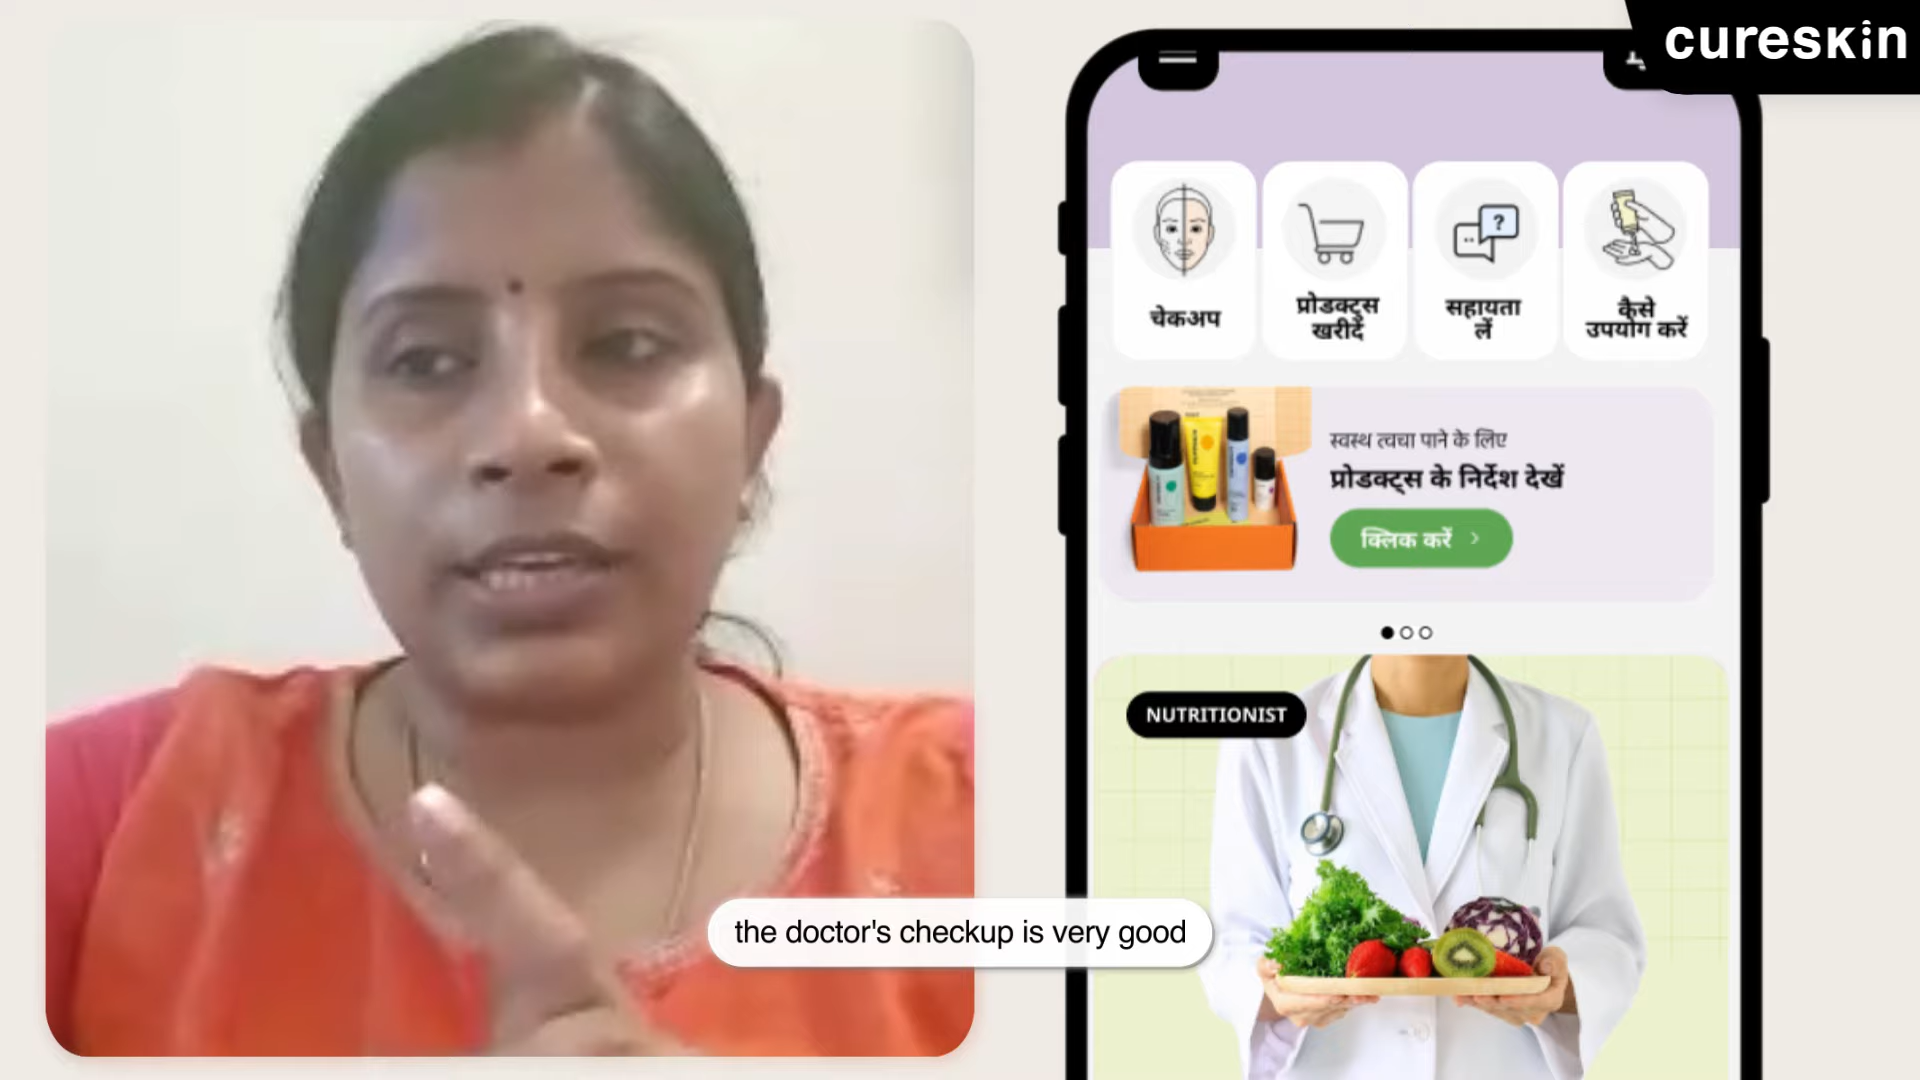 cureskin
चेकअप
प्रोडक्ट्स
खरीदें
?
सहायता
लें
कैसे
उपयोग करें
स्वस्थ त्वचा पाने के लिए
प्रोडक्ट्स के निर्देश देखें
क्लिक करें
NUTRITIONIST
the doctor's checkup is very good